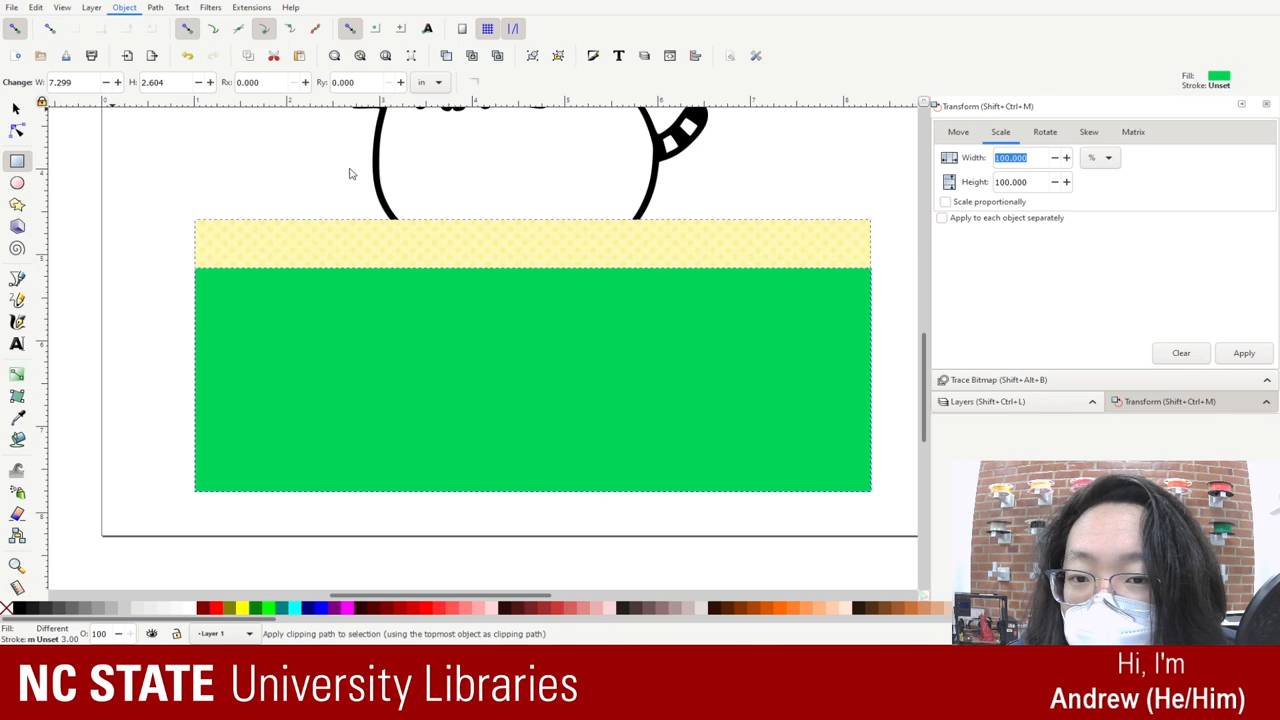 File Edit View Layer Object Path Text Filters Extensions Help
Change: W: 7.299 H: 2.604 Rx: 0.000 Ry: 0.000 in
Fill:
Stroke: Unset
Transform (Shift+Ctrl+M)
Move Scale Rotate Skew Matrix
Width: 100.000 %
Height: 100.000
Scale proportionally
Apply to each object separately
Clear Apply
Trace Bitmap (Shift+Alt+B)
Layers (Shift+Ctrl+L) Transform (Shift+Ctrl+M)
Fill: Different
Stroke: m Unset 3.00
O: 100
Layer 1
Apply clipping path to selection (using the topmost object as clipping path)
NC STATE University Libraries
Hi, I'm
Andrew (He/Him)